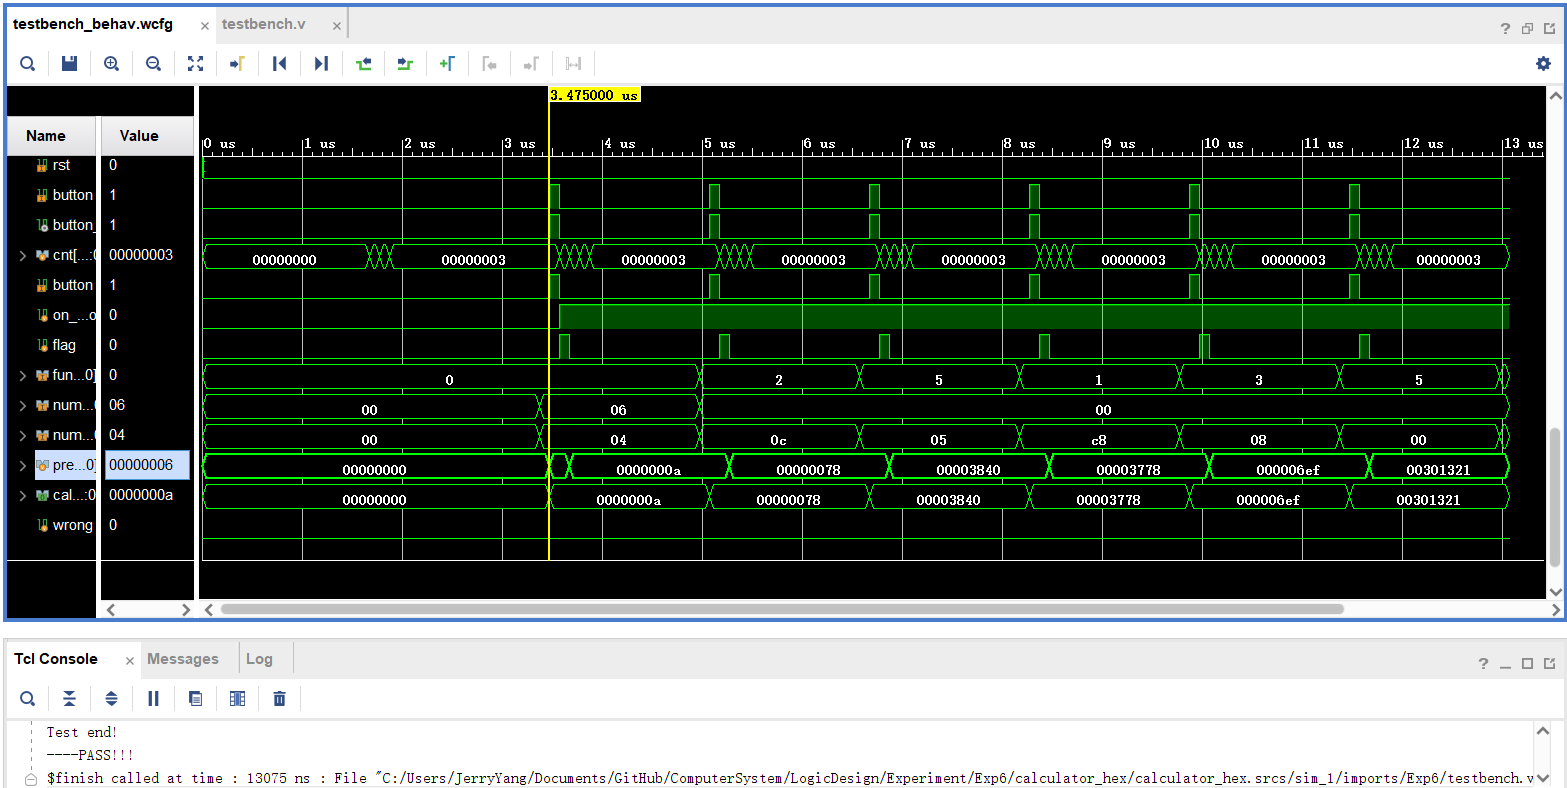 testbench_behav.wcfg × testbench.v ×
3.475000 us
Name Value
0 us 1 us 2 us 3 us 4 us 5 us 6 us 7 us 8 us 9 us 10 us 11 us 12 us 13 us
rst 0
button 1
button_ 1
cnt[...:0 00000003 00000000 00000003 00000003 00000003 00000003 00000003 00000003 00000003
button 1
on_...o 0
flag 0
fun...0] 0 0 2 5 1 3 5
num...0 06 00 06 00
num...0 04 00 04 0c 05 c8 08 00
pre...0] 00000006 00000000 0000000a 00000078 00003840 00003778 000006ef 00301321
cal...:0 0000000a 00000000 0000000a 00000078 00003840 00003778 000006ef 00301321
wrong 0
Tcl Console × Messages Log
Test end!
----PASS!!!
$finish called at time : 13075 ns : File "C:/Users/JerryYang/Documents/GitHub/ComputerSystem/LogicDesign/Experiment/Exp6/calculator_hex/calculator_hex.srcs/sim_1/imports/Exp6/testbench.v